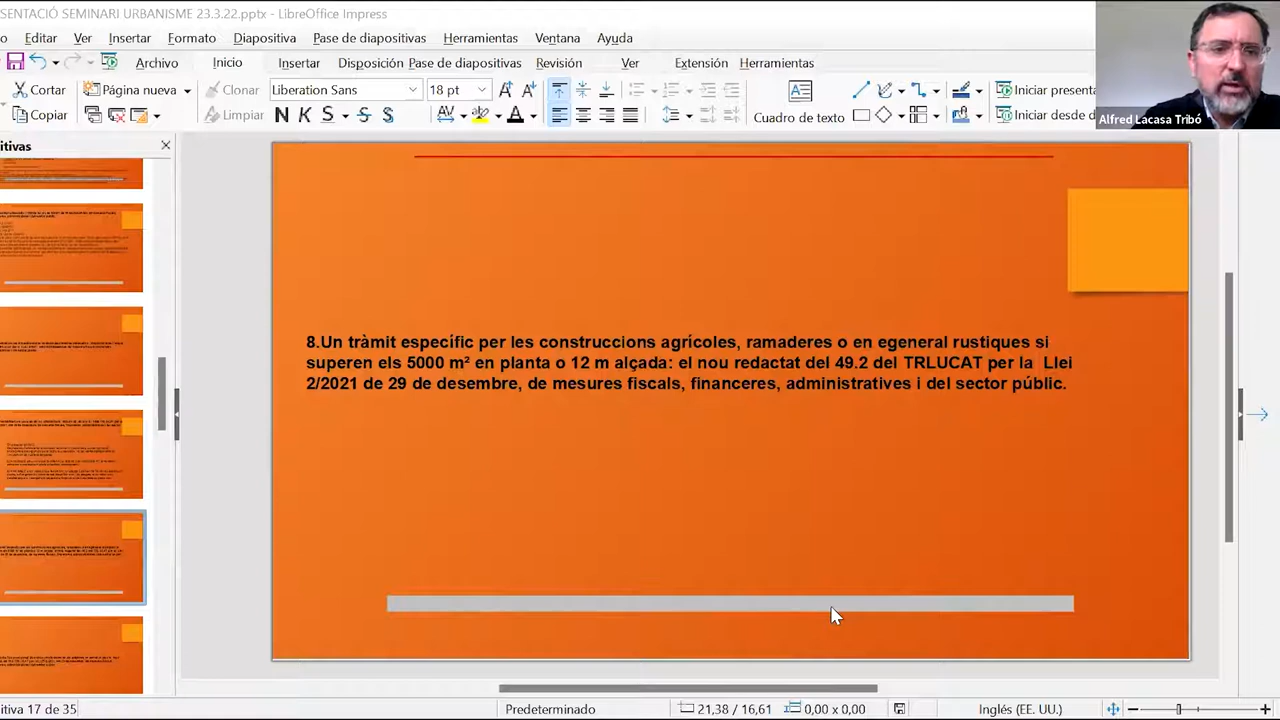 SENTACIÓ SEMINARI URBANISME 23.3.22.pptx - LibreOffice Impress
o Editar Ver Insertar Formato Diapositiva Pase de diapositivas Herramientas Ventana Ayuda
Archivo Inicio Insertar Disposición Pase de diapositivas Revisión Ver Extensión Herramientas
Cortar Página nueva Clonar Liberation Sans 18 pt Iniciar present
Copiar Limpiar Cuadro de texto Iniciar desde d
Alfred Lacasa Tribó
itivas
8.Un tràmit específic per les construccions agrícoles, ramaderes o en egeneral rustiques si
superen els 5000 m² en planta o 12 m alçada: el nou redactat del 49.2 del TRLUCAT per la Llei
2/2021 de 29 de desembre, de mesures fiscals, financeres, administratives i del sector públic.
itiva 17 de 35 Predeterminado 21,38 / 16,61 0,00 x 0,00 Inglés (EE. UU.)